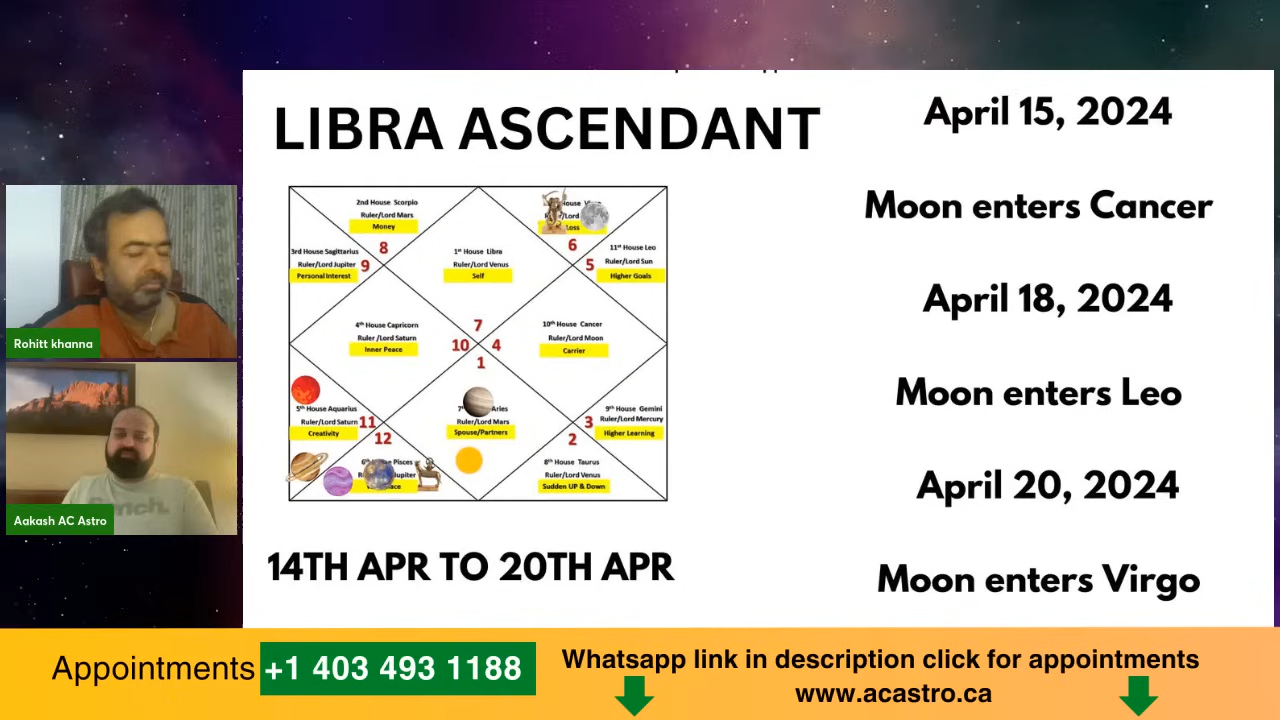 LIBRA ASCENDANT
2nd House Scorpio
Ruler/Lord Mars
Money
8
3rd House Sagittarius
Ruler/Lord Jupiter
Personal Interest
9
1st House Libra
Ruler/Lord Venus
Self
6
11st House Leo
Ruler/Lord Sun
Higher Goals
5
4th House Capricorn
Ruler /Lord Saturn
Inner Peace
7
10
4
1
10th House Cancer
Ruler/Lord Moon
Carrier
5th House Aquarius
Ruler/Lord Saturn
Creativity
11
12
Aries
Ruler/Lord Mars
Spouse/Partners
9th House Gemini
Ruler/Lord Mercury
Higher Learning
3
2
Pisces
8th House Taurus
Ruler/Lord Venus
Sudden UP & Down
14TH APR TO 20TH APR
April 15, 2024
Moon enters Cancer
April 18, 2024
Moon enters Leo
April 20, 2024
Moon enters Virgo
Rohitt khanna
Aakash AC Astro
Appointments +1 403 493 1188
Whatsapp link in description click for appointments
www.acastro.ca